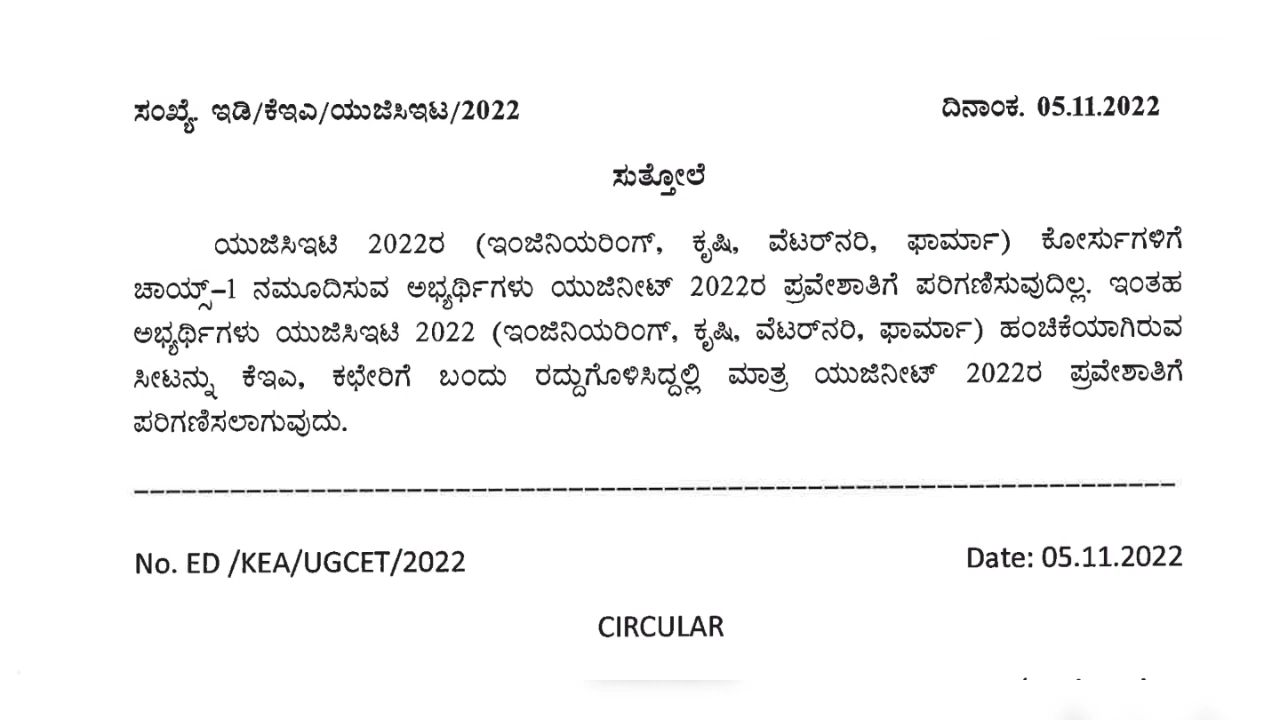 ಸಂಖ್ಯೆ. ಇಡಿ/ಕೆಇಎ/ಯುಜಿಸಿಇಟ/2022 ದಿನಾಂಕ. 05.11.2022
ಸುತ್ತೋಲೆ
ಯುಜಿಸಿಇಟಿ 2022ರ (ಇಂಜಿನಿಯರಿಂಗ್, ಕೃಷಿ, ವೆಟರ್‌ನರಿ, ಫಾರ್ಮಾ) ಕೋರ್ಸುಗಳಿಗೆ
ಚಾಯ್ಸ್–1 ನಮೂದಿಸುವ ಅಭ್ಯರ್ಥಿಗಳು ಯುಜಿನೀಟ್ 2022ರ ಪ್ರವೇಶಾತಿಗೆ ಪರಿಗಣಿಸುವುದಿಲ್ಲ. ಇಂತಹ
ಅಭ್ಯರ್ಥಿಗಳು ಯುಜಿಸಿಇಟಿ 2022 (ಇಂಜಿನಿಯರಿಂಗ್, ಕೃಷಿ, ವೆಟರ್‌ನರಿ, ಫಾರ್ಮಾ) ಹಂಚಿಕೆಯಾಗಿರುವ
ಸೀಟನ್ನು ಕೆಇಎ, ಕಛೇರಿಗೆ ಬಂದು ರದ್ದುಗೊಳಿಸಿದ್ದಲ್ಲಿ ಮಾತ್ರ ಯುಜಿನೀಟ್ 2022ರ ಪ್ರವೇಶಾತಿಗೆ
ಪರಿಗಣಿಸಲಾಗುವುದು.
No. ED /KEA/UGCET/2022 Date: 05.11.2022
CIRCULAR